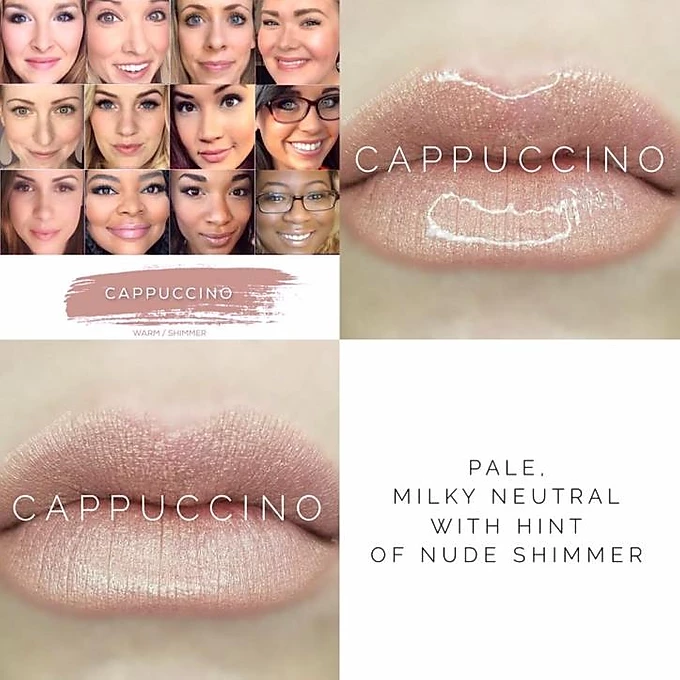 CAPPUCCINO
WARM / SHIMMER
CAPPUCCINO
CAPPUCCINO
PALE,
MILKY NEUTRAL
WITH HINT
OF NUDE SHIMMER